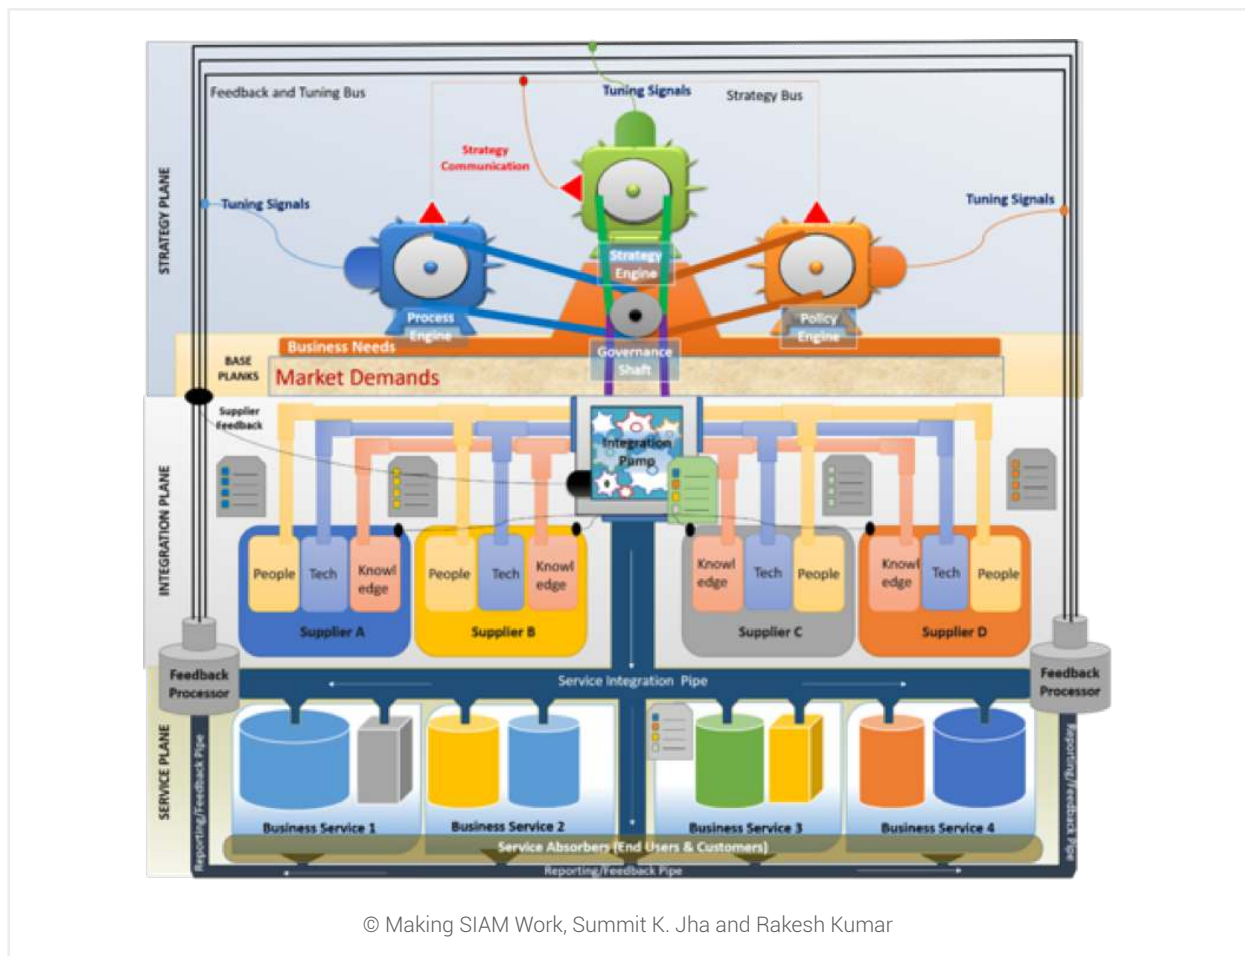 Feedback and Tuning Bus
Tuning Signals
Strategy Bus
Strategy
Communication
Tuning Signals
Tuning Signals
STRATEGY PLANE
Strategy
Engine
Process
Engine
Policy
Engine
Business Needs
Governance
Shaft
BASE
PLANKS
Market Demands
Supplier
Feedback
INTEGRATION PLANE
Integration
Pump
People
Tech
Knowl
edge
Supplier A
People
Tech
Knowl
edge
Supplier B
Knowl
edge
Tech
People
Supplier C
Knowl
edge
Tech
People
Supplier D
Feedback
Processor
Feedback
Processor
Service Integration Pipe
SERVICE PLANE
Reporting/Feedback Pipe
Reporting/Feedback Pipe
Business Service 1
Business Service 2
Business Service 3
Business Service 4
Service Absorbers (End Users & Customers)
Reporting/Feedback Pipe
© Making SIAM Work, Summit K. Jha and Rakesh Kumar